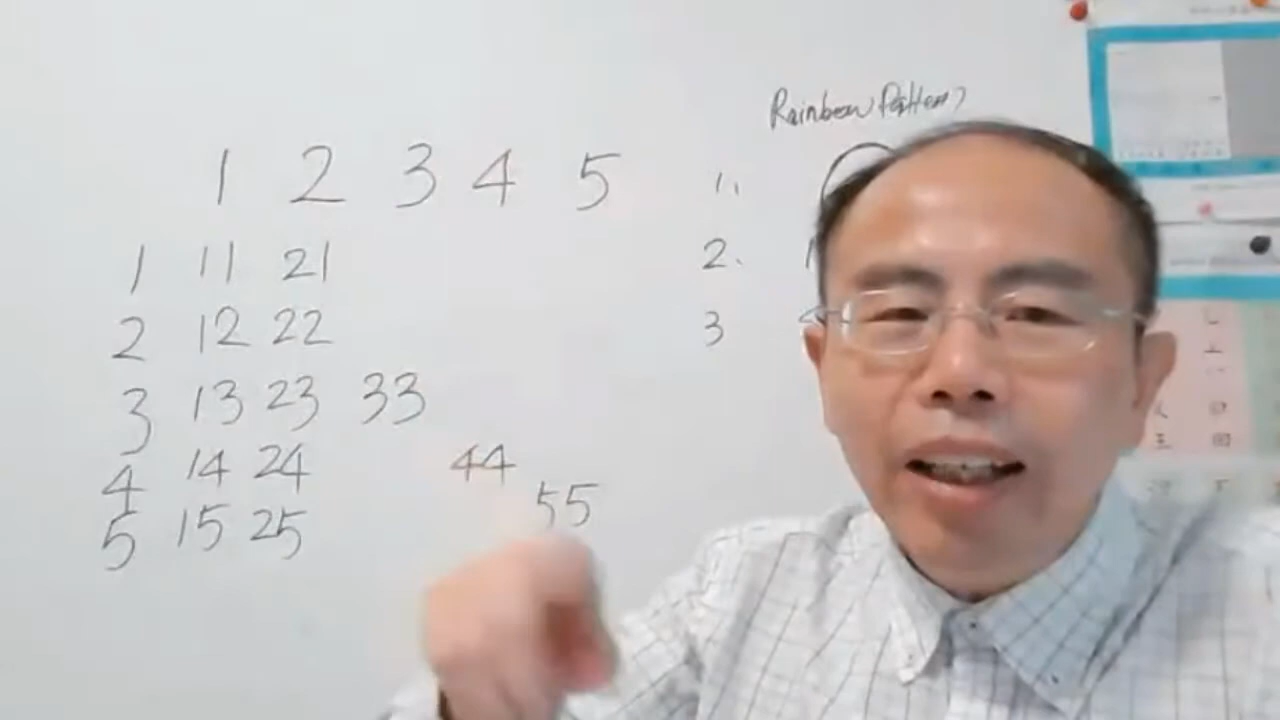 Rainbow Pattern
1 2 3 4 5
1 11 21
2 12 22
3 13 23 33
4 14 24 44
5 15 25 55
1.
2.
3